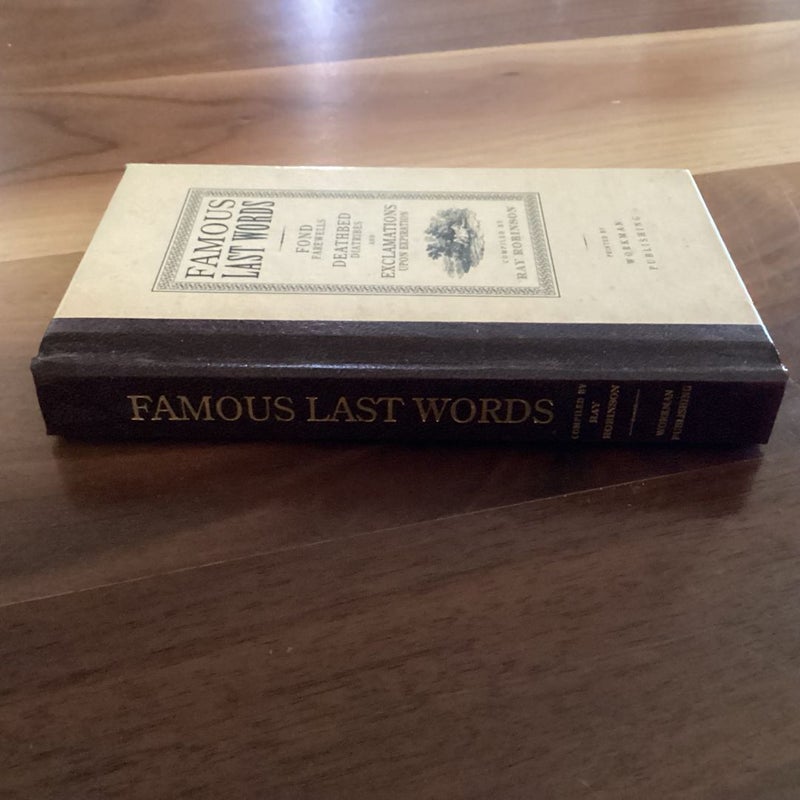 FAMOUS
LAST WORDS
FOND
FAREWELLS
DEATHBED
DIATRIBES
AND
EXCLAMATIONS
UPON EXPIRATION
COMPILED BY
RAY ROBINSON
PRINTED BY
WORKMAN
PUBLISHING
FAMOUS LAST WORDS
COMPILED BY
RAY
ROBINSON
WORKMAN
PUBLISHING